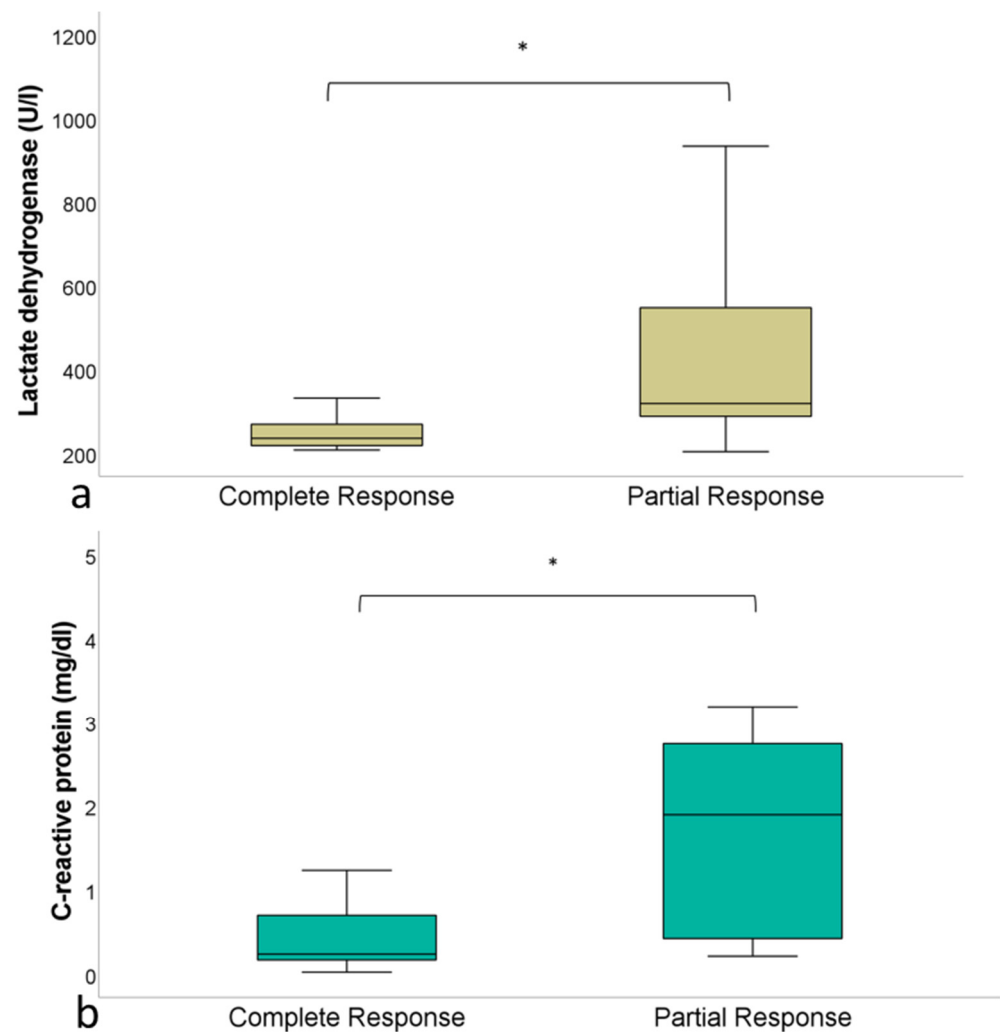 Lactate dehydrogenase (U/l)
1200
1000
800
600
400
200
*
a
Complete Response Partial Response
C-reactive protein (mg/dl)
5
4
3
2
1
0
*
b
Complete Response Partial Response